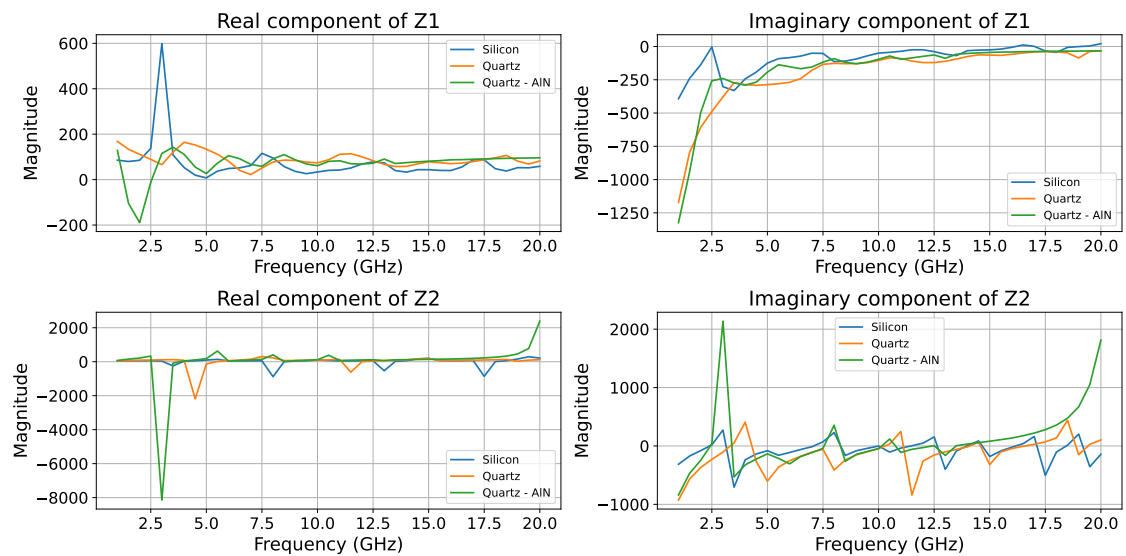 Real component of Z1
Magnitude
600
400
200
0
−200
2.5 5.0 7.5 10.0 12.5 15.0 17.5 20.0
Frequency (GHz)
Silicon
Quartz
Quartz - AlN
Imaginary component of Z1
Magnitude
0
−250
−500
−750
−1000
−1250
2.5 5.0 7.5 10.0 12.5 15.0 17.5 20.0
Frequency (GHz)
Silicon
Quartz
Quartz - AlN
Real component of Z2
Magnitude
2000
0
−2000
−4000
−6000
−8000
2.5 5.0 7.5 10.0 12.5 15.0 17.5 20.0
Frequency (GHz)
Silicon
Quartz
Quartz - AlN
Imaginary component of Z2
Magnitude
2000
1000
0
−1000
2.5 5.0 7.5 10.0 12.5 15.0 17.5 20.0
Frequency (GHz)
Silicon
Quartz
Quartz - AlN